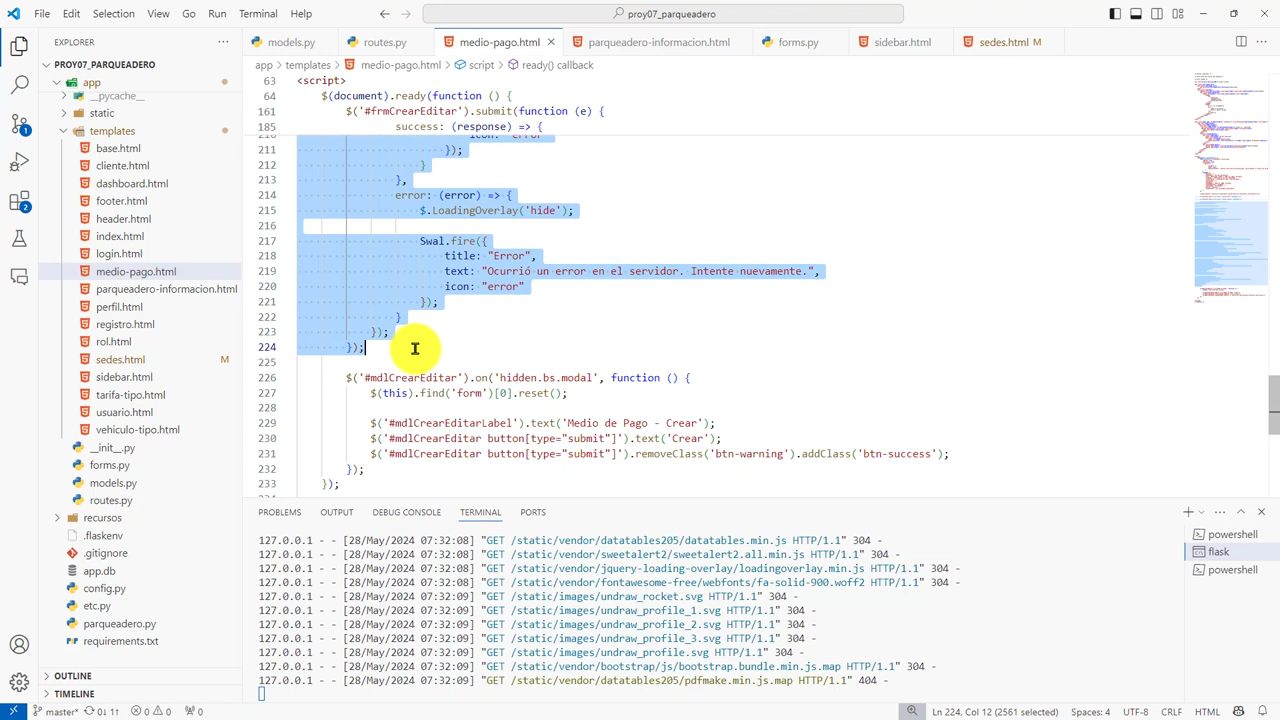 File Edit Selection View Go Run Terminal Help
proy07_parqueadero
EXPLORER
PROY07_PARQUEADERO
app
__pycache__
static
templates
base.html
cliente.html
dashboard.html
footer.html
header.html
index.html
login.html
medio-pago.html
parqueadero-informacion.html
perfil.html
registro.html
rol.html
sedes.html M
sidebar.html
tarifa-tipo.html
usuario.html
vehiculo-tipo.html
__init__.py
forms.py
models.py
routes.py
recursos
.flaskenv
.gitignore
app.db
config.py
etc.py
parqueadero.py
requirements.txt
OUTLINE
TIMELINE
models.py routes.py medio-pago.html parqueadero-informacion.html forms.py sidebar.html sedes.html M
app > templates > medio-pago.html > script > ready() callback
63 <script>
64
161 #frmCrearEditar').submit(function (e)
185 success: (response) => {
211 });
212 }
213 },
214 error: (error) =>
215
216
217 Swal.fire({
218 title: "Error",
219 text: "Ocurrió un error en el servidor. Intente nuevamente.",
220 icon: "error"
221 });
222 }
223 });
224 });
225
226 $('#mdlCrearEditar').on('hidden.bs.modal', function () {
227 $(this).find('form')[0].reset();
228
229 $('#mdlCrearEditarLabel').text('Medio de Pago - Crear');
230 $('#mdlCrearEditar button[type="submit"]').text('Crear');
231 $('#mdlCrearEditar button[type="submit"]').removeClass('btn-warning').addClass('btn-success');
232 });
233 });
PROBLEMS OUTPUT DEBUG CONSOLE TERMINAL PORTS
127.0.0.1 - - [28/May/2024 07:32:08] "GET /static/vendor/datatables205/datatables.min.js HTTP/1.1" 304 -
127.0.0.1 - - [28/May/2024 07:32:08] "GET /static/vendor/sweetalert2/sweetalert2.all.min.js HTTP/1.1" 304 -
127.0.0.1 - - [28/May/2024 07:32:08] "GET /static/vendor/jquery-loading-overlay/loadingoverlay.min.js HTTP/1.1" 304 -
127.0.0.1 - - [28/May/2024 07:32:08] "GET /static/vendor/fontawesome-free/webfonts/fa-solid-900.woff2 HTTP/1.1" 304 -
127.0.0.1 - - [28/May/2024 07:32:09] "GET /static/images/undraw_rocket.svg HTTP/1.1" 304 -
127.0.0.1 - - [28/May/2024 07:32:09] "GET /static/images/undraw_profile_1.svg HTTP/1.1" 304 -
127.0.0.1 - - [28/May/2024 07:32:09] "GET /static/images/undraw_profile_2.svg HTTP/1.1" 304 -
127.0.0.1 - - [28/May/2024 07:32:09] "GET /static/images/undraw_profile_3.svg HTTP/1.1" 304 -
127.0.0.1 - - [28/May/2024 07:32:09] "GET /static/images/undraw_profile.svg HTTP/1.1" 304 -
127.0.0.1 - - [28/May/2024 07:32:09] "GET /static/vendor/bootstrap/js/bootstrap.bundle.min.js.map HTTP/1.1" 304 -
127.0.0.1 - - [28/May/2024 07:32:09] "GET /static/vendor/datatables205/pdfmake.min.js.map HTTP/1.1" 404 -
powershell
flask
powershell
master* 0↓ 1↑ 0 0 0 Ln 224, Col 12 (2561 selected) Spaces: 4 UTF-8 CRLF HTML